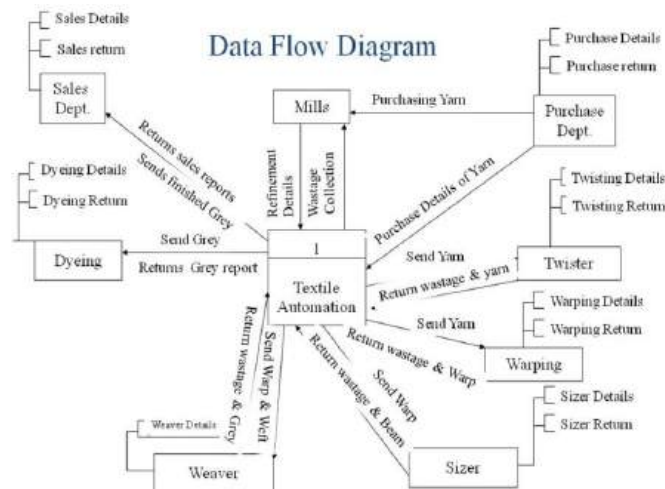 Data Flow Diagram
Sales Details
Sales return
Sales
Dept.
Mills
Purchasing Yarn
Purchase Details
Purchase return
Purchase
Dept.
Returns sales reports
Sends finished Grey
Refinement
Details
Wastage
Collection
Purchase Details of Yarn
Dyeing Details
Dyeing Return
Dyeing
Send Grey
Returns Grey report
1
Textile
Automation
Send Yarn
Return wastage & yarn
Twisting Details
Twisting Return
Twister
Send Yarn
Return wastage & Warp
Warping Details
Warping Return
Warping
Send Warp
Return wastage & Beam
Sizer Details
Sizer Return
Sizer
Return wastage & Grey
Send Warp & Weft
Weaver Details
Weaver